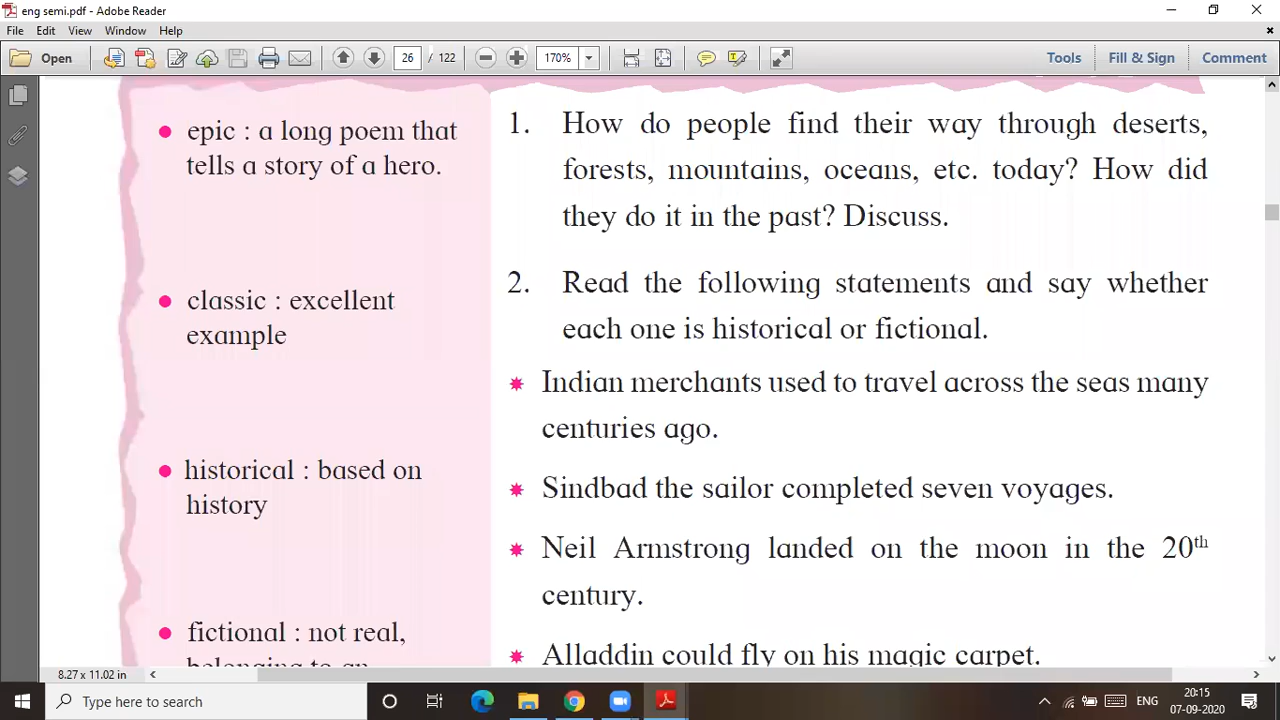 eng semi.pdf - Adobe Reader
File Edit View Window Help
Open 26 / 122 170% Tools Fill & Sign Comment
epic : a long poem that
tells a story of a hero.
classic : excellent
example
historical : based on
history
fictional : not real,
belonging to an
1. How do people find their way through deserts,
forests, mountains, oceans, etc. today? How did
they do it in the past? Discuss.
2. Read the following statements and say whether
each one is historical or fictional.
Indian merchants used to travel across the seas many
centuries ago.
Sindbad the sailor completed seven voyages.
Neil Armstrong landed on the moon in the 20th
century.
Alladdin could fly on his magic carpet.
8.27 x 11.02 in
Type here to search
ENG
20:15
07-09-2020